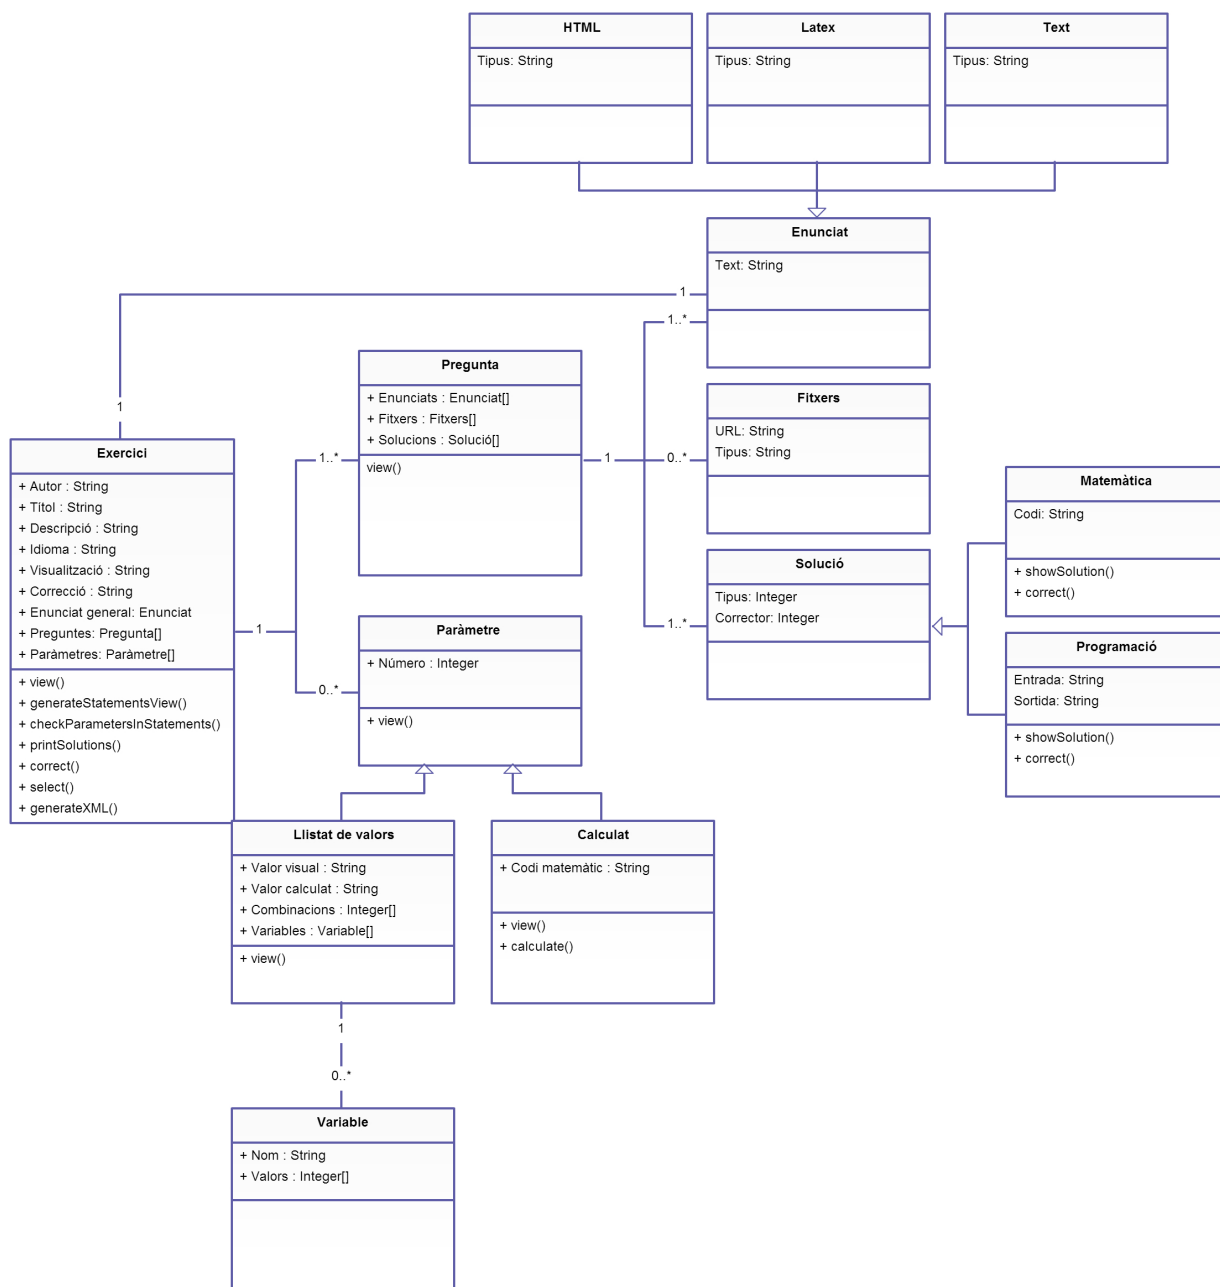 HTML
Tipus: String
Latex
Tipus: String
Text
Tipus: String
Enunciat
Text: String
1
1..*
1
Pregunta
+ Enunciats : Enunciat[]
+ Fitxers : Fitxers[]
+ Solucions : Solució[]
view()
1
Fitxers
URL: String
Tipus: String
0..*
Exercici
+ Autor : String
+ Títol : String
+ Descripció : String
+ Idioma : String
+ Visualització : String
+ Correcció : String
+ Enunciat general: Enunciat
+ Preguntes: Pregunta[]
+ Paràmetres: Paràmetre[]
+ view()
+ generateStatementsView()
+ checkParametersInStatements()
+ printSolutions()
+ correct()
+ select()
+ generateXML()
1
1..*
0..*
Solució
Tipus: Integer
Corrector: Integer
1..*
Matemàtica
Codi: String
+ showSolution()
+ correct()
Programació
Entrada: String
Sortida: String
+ showSolution()
+ correct()
Paràmetre
+ Número : Integer
+ view()
Llistat de valors
+ Valor visual : String
+ Valor calculat : String
+ Combinacions : Integer[]
+ Variables : Variable[]
+ view()
Calculat
+ Codi matemàtic : String
+ view()
+ calculate()
1
0..*
Variable
+ Nom : String
+ Valors : Integer[]